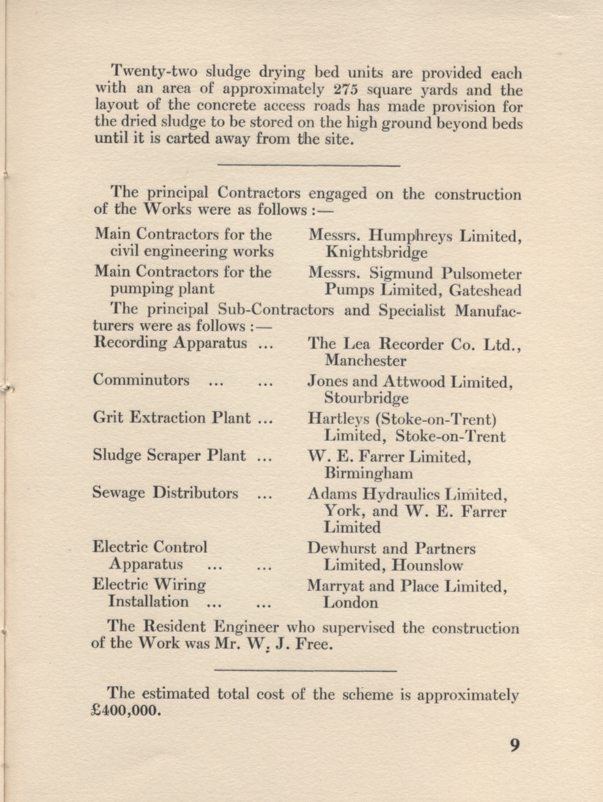 Twenty-two sludge drying bed units are provided each
with an area of approximately 275 square yards and the
layout of the concrete access roads has made provision for
the dried sludge to be stored on the high ground beyond beds
until it is carted away from the site.
The principal Contractors engaged on the construction
of the Works were as follows :—
Main Contractors for the Messrs. Humphreys Limited,
civil engineering works Knightsbridge
Main Contractors for the Messrs. Sigmund Pulsometer
pumping plant Pumps Limited, Gateshead
The principal Sub-Contractors and Specialist Manufac-
turers were as follows :—
Recording Apparatus ... The Lea Recorder Co. Ltd.,
Manchester
Comminutors ... ... Jones and Attwood Limited,
Stourbridge
Grit Extraction Plant ... Hartleys (Stoke-on-Trent)
Limited, Stoke-on-Trent
Sludge Scraper Plant ... W. E. Farrer Limited,
Birmingham
Sewage Distributors ... Adams Hydraulics Limited,
York, and W. E. Farrer
Limited
Electric Control Dewhurst and Partners
Apparatus ... ... Limited, Hounslow
Electric Wiring Marryat and Place Limited,
Installation ... ... London
The Resident Engineer who supervised the construction
of the Work was Mr. W. J. Free.
The estimated total cost of the scheme is approximately
£400,000.
9